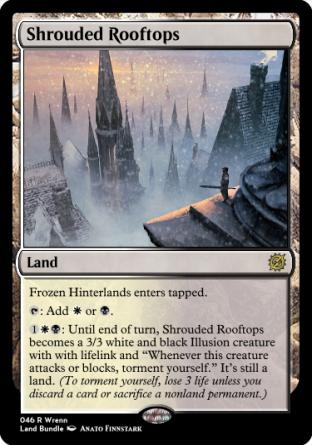 Shrouded Rooftops
Land
Frozen Hinterlands enters tapped.
: Add or .
1 : Until end of turn, Shrouded Rooftops
becomes a 3/3 white and black Illusion creature
with with lifelink and “Whenever this creature
attacks or blocks, torment yourself.” It's still a
land. (To torment yourself, lose 3 life unless you
discard a card or sacrifice a nonland permanent.)
046 R Wrenn
Land Bundle Anato Finnstark